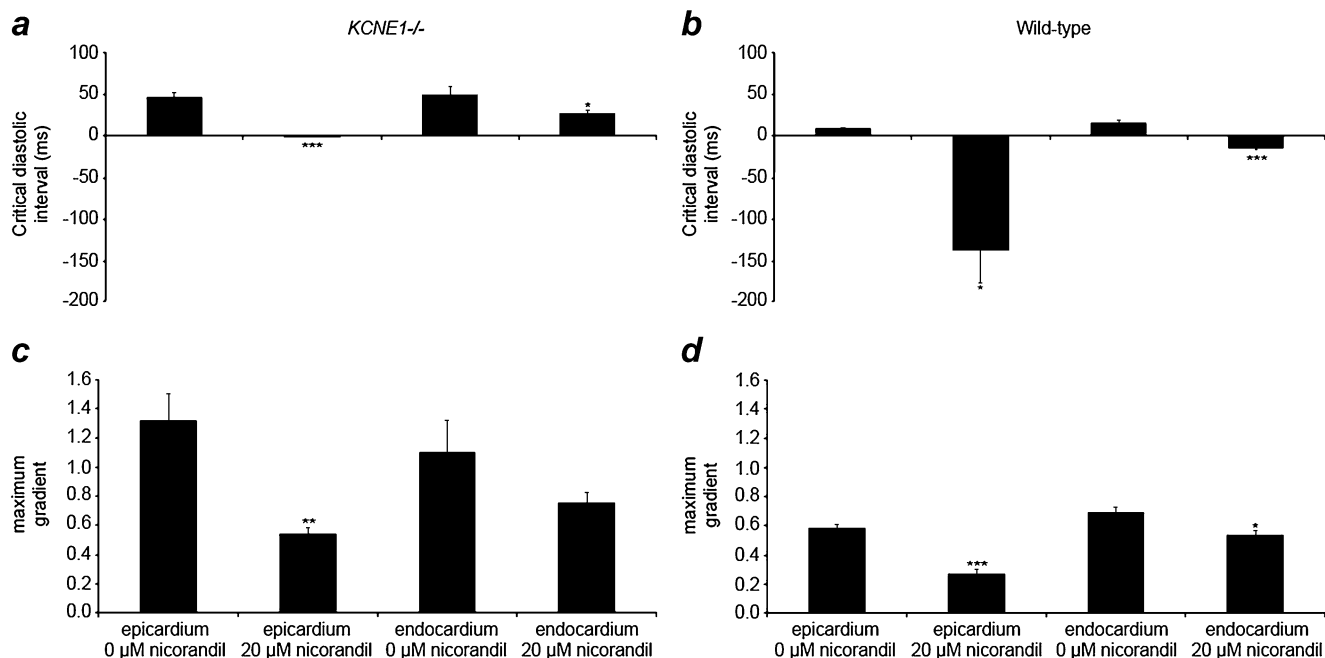 a
KCNE1-/-
Critical diastolic
interval (ms)
100
50
0
-50
-100
-150
-200
***
*
b
Wild-type
Critical diastolic
interval (ms)
100
50
0
-50
-100
-150
-200
*
***
c
maximum
gradient
1.6
1.4
1.2
1.0
0.8
0.6
0.4
0.2
0.0
**
epicardium
0 µM nicorandil
epicardium
20 µM nicorandil
endocardium
0 µM nicorandil
endocardium
20 µM nicorandil
d
maximum
gradient
1.6
1.4
1.2
1.0
0.8
0.6
0.4
0.2
0.0
***
*
epicardium
0 µM nicorandil
epicardium
20 µM nicorandil
endocardium
0 µM nicorandil
endocardium
20 µM nicorandil